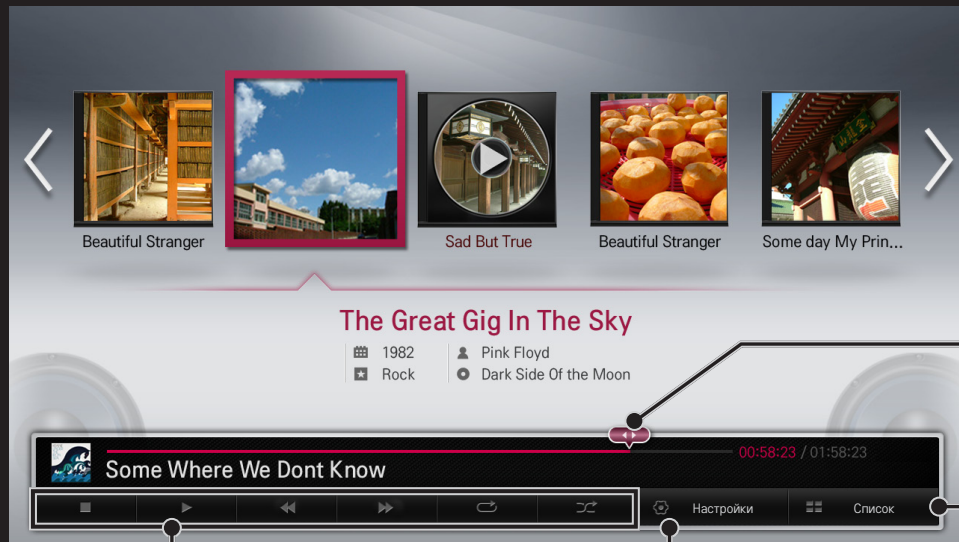 Beautiful Stranger
Sad But True
Beautiful Stranger
Some day My Prin...
The Great Gig In The Sky
1982
Pink Floyd
Rock
Dark Side Of the Moon
00:58:23 / 01:58:23
Some Where We Dont Know
Настройки
Список